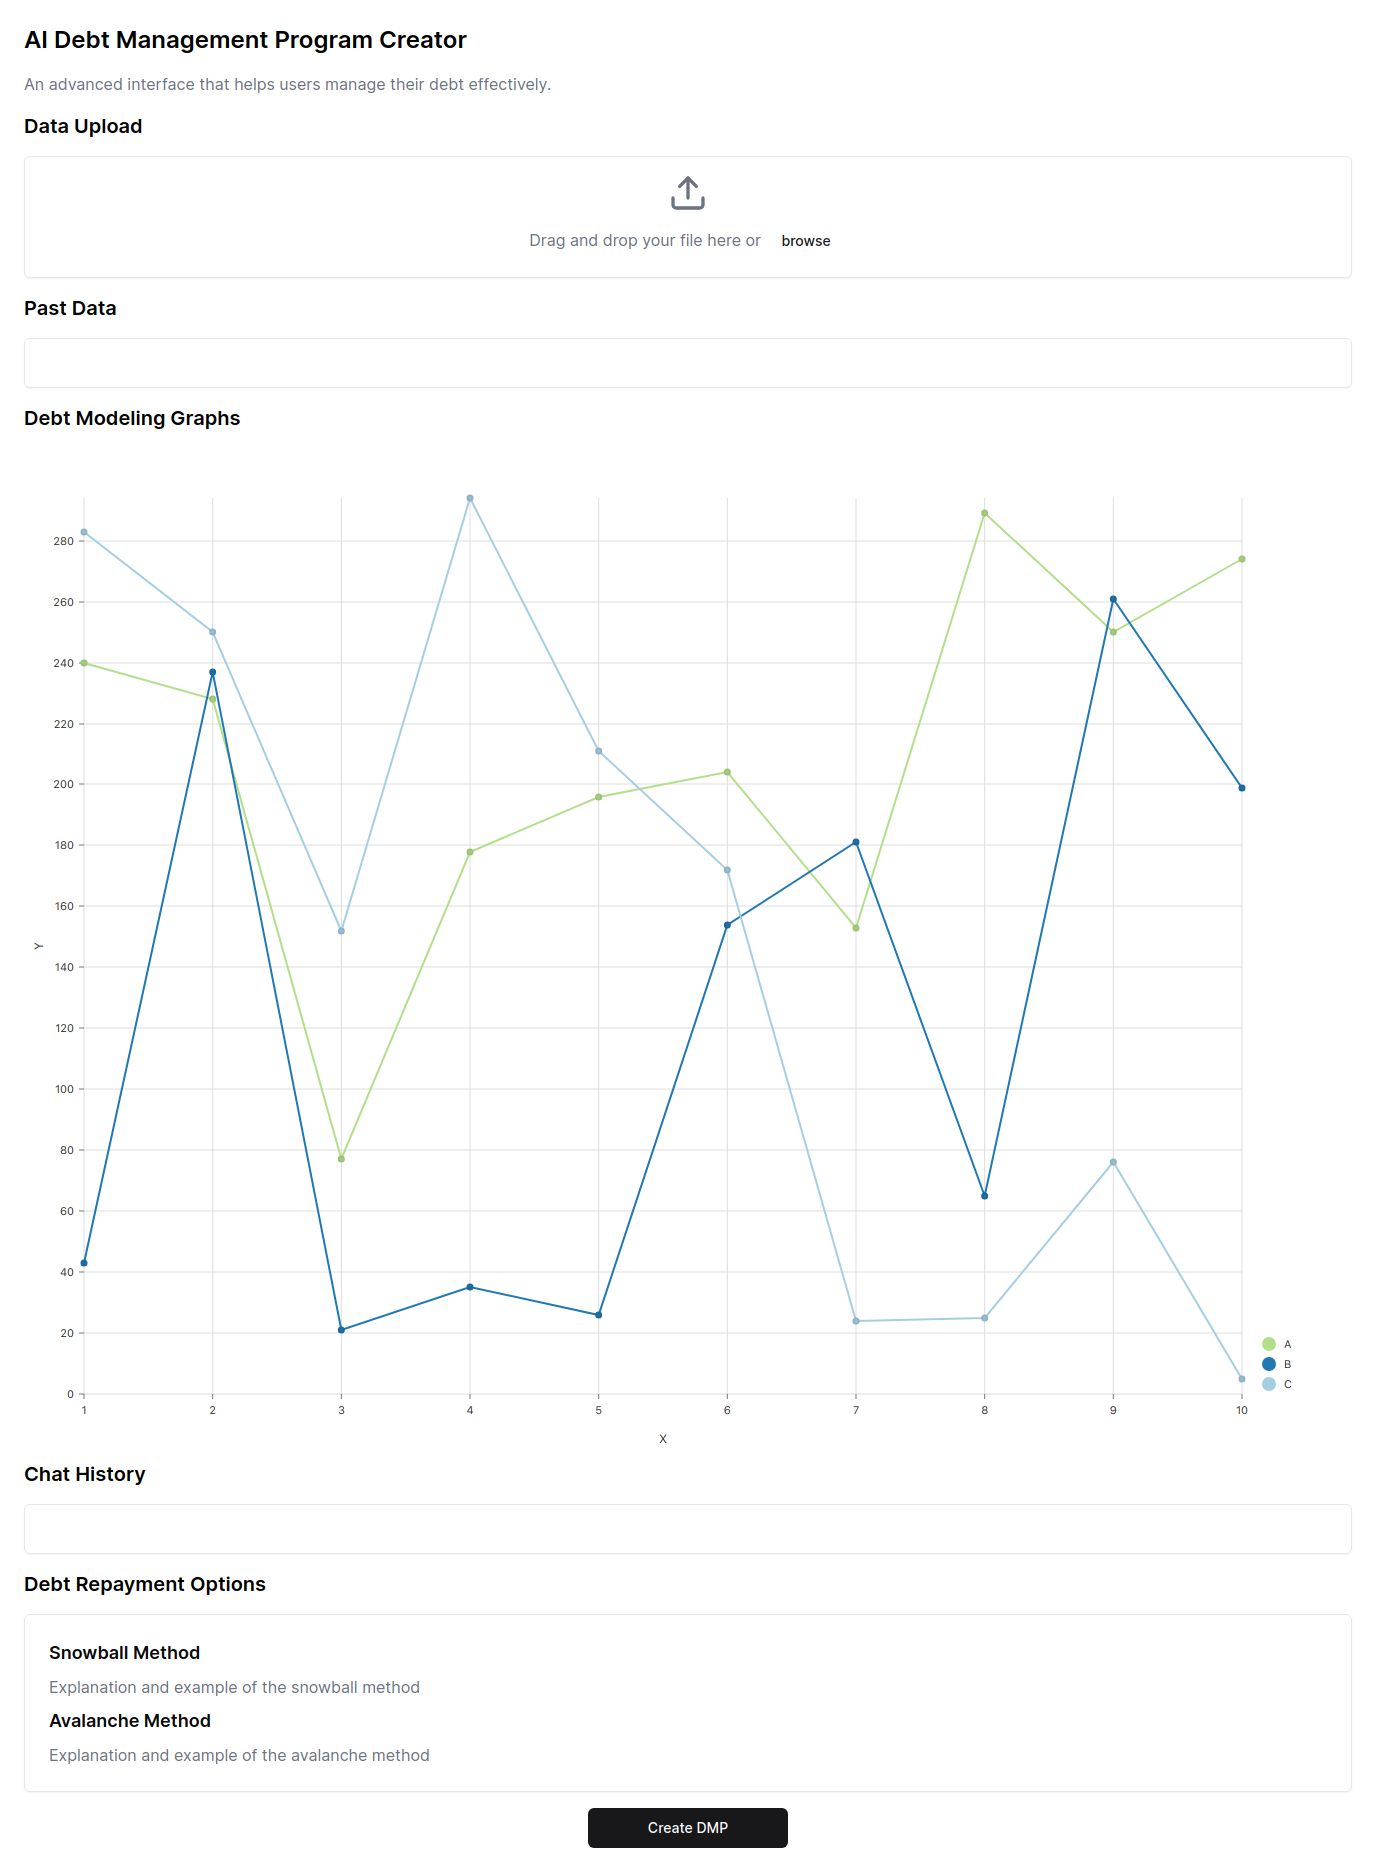 AI Debt Management Program Creator
An advanced interface that helps users manage their debt effectively.
Data Upload
Drag and drop your file here or browse
Past Data
Debt Modeling Graphs
280
260
240
220
200
180
160
Y
140
120
100
80
60
40
20
A
B
C
0
1 2 3 4 5 6 7 8 9 10
X
Chat History
Debt Repayment Options
Snowball Method
Explanation and example of the snowball method
Avalanche Method
Explanation and example of the avalanche method
Create DMP